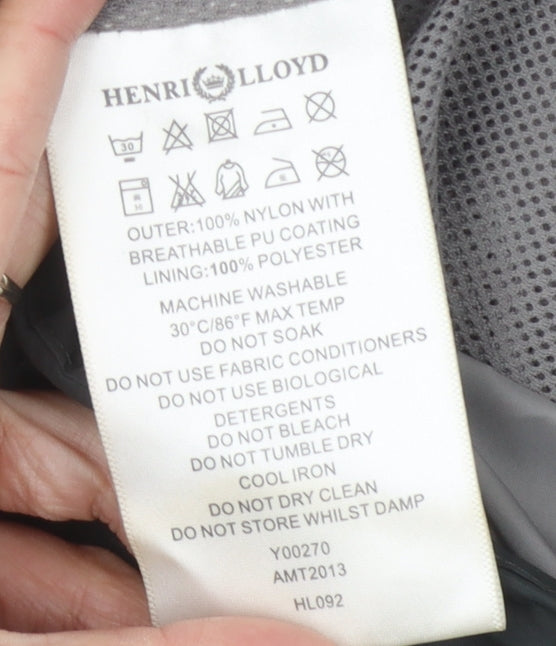 HENRI LLOYD
30
OUTER:100% NYLON WITH
BREATHABLE PU COATING
LINING:100% POLYESTER
MACHINE WASHABLE
30°C/86°F MAX TEMP
DO NOT SOAK
DO NOT USE FABRIC CONDITIONERS
DO NOT USE BIOLOGICAL
DETERGENTS
DO NOT BLEACH
DO NOT TUMBLE DRY
COOL IRON
DO NOT DRY CLEAN
DO NOT STORE WHILST DAMP
Y00270
AMT2013
HL092